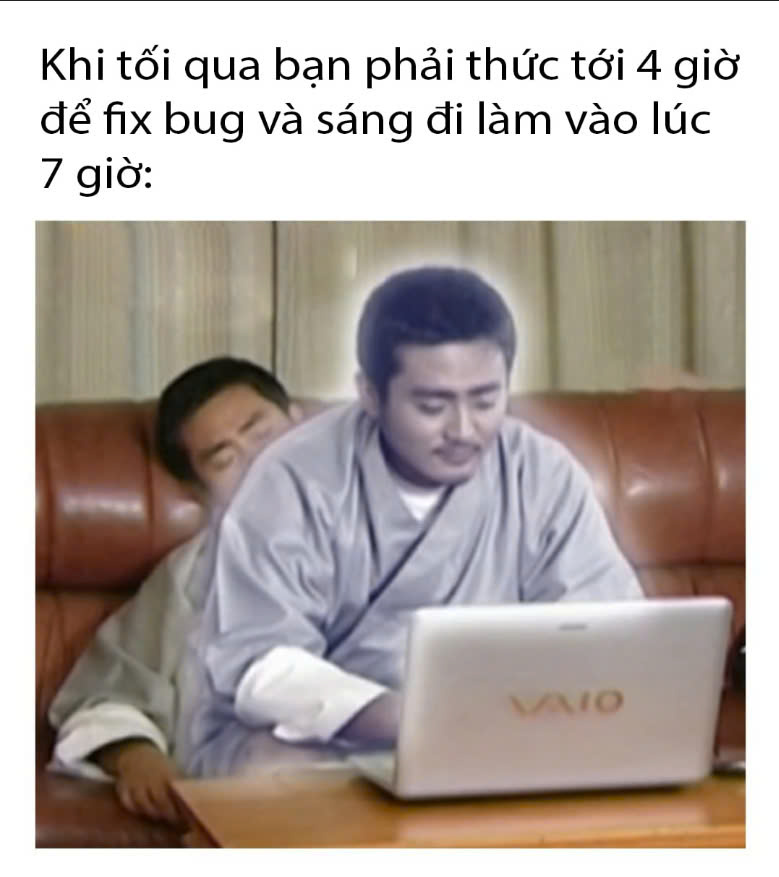 Khi tối qua bạn phải thức tới 4 giờ
để fix bug và sáng đi làm vào lúc
7 giờ:
VAIO